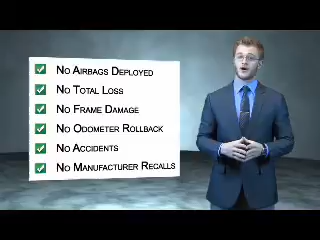 No Airbags Deployed
No Total Loss
No Frame Damage
No Odometer Rollback
No Accidents
No Manufacturer Recalls